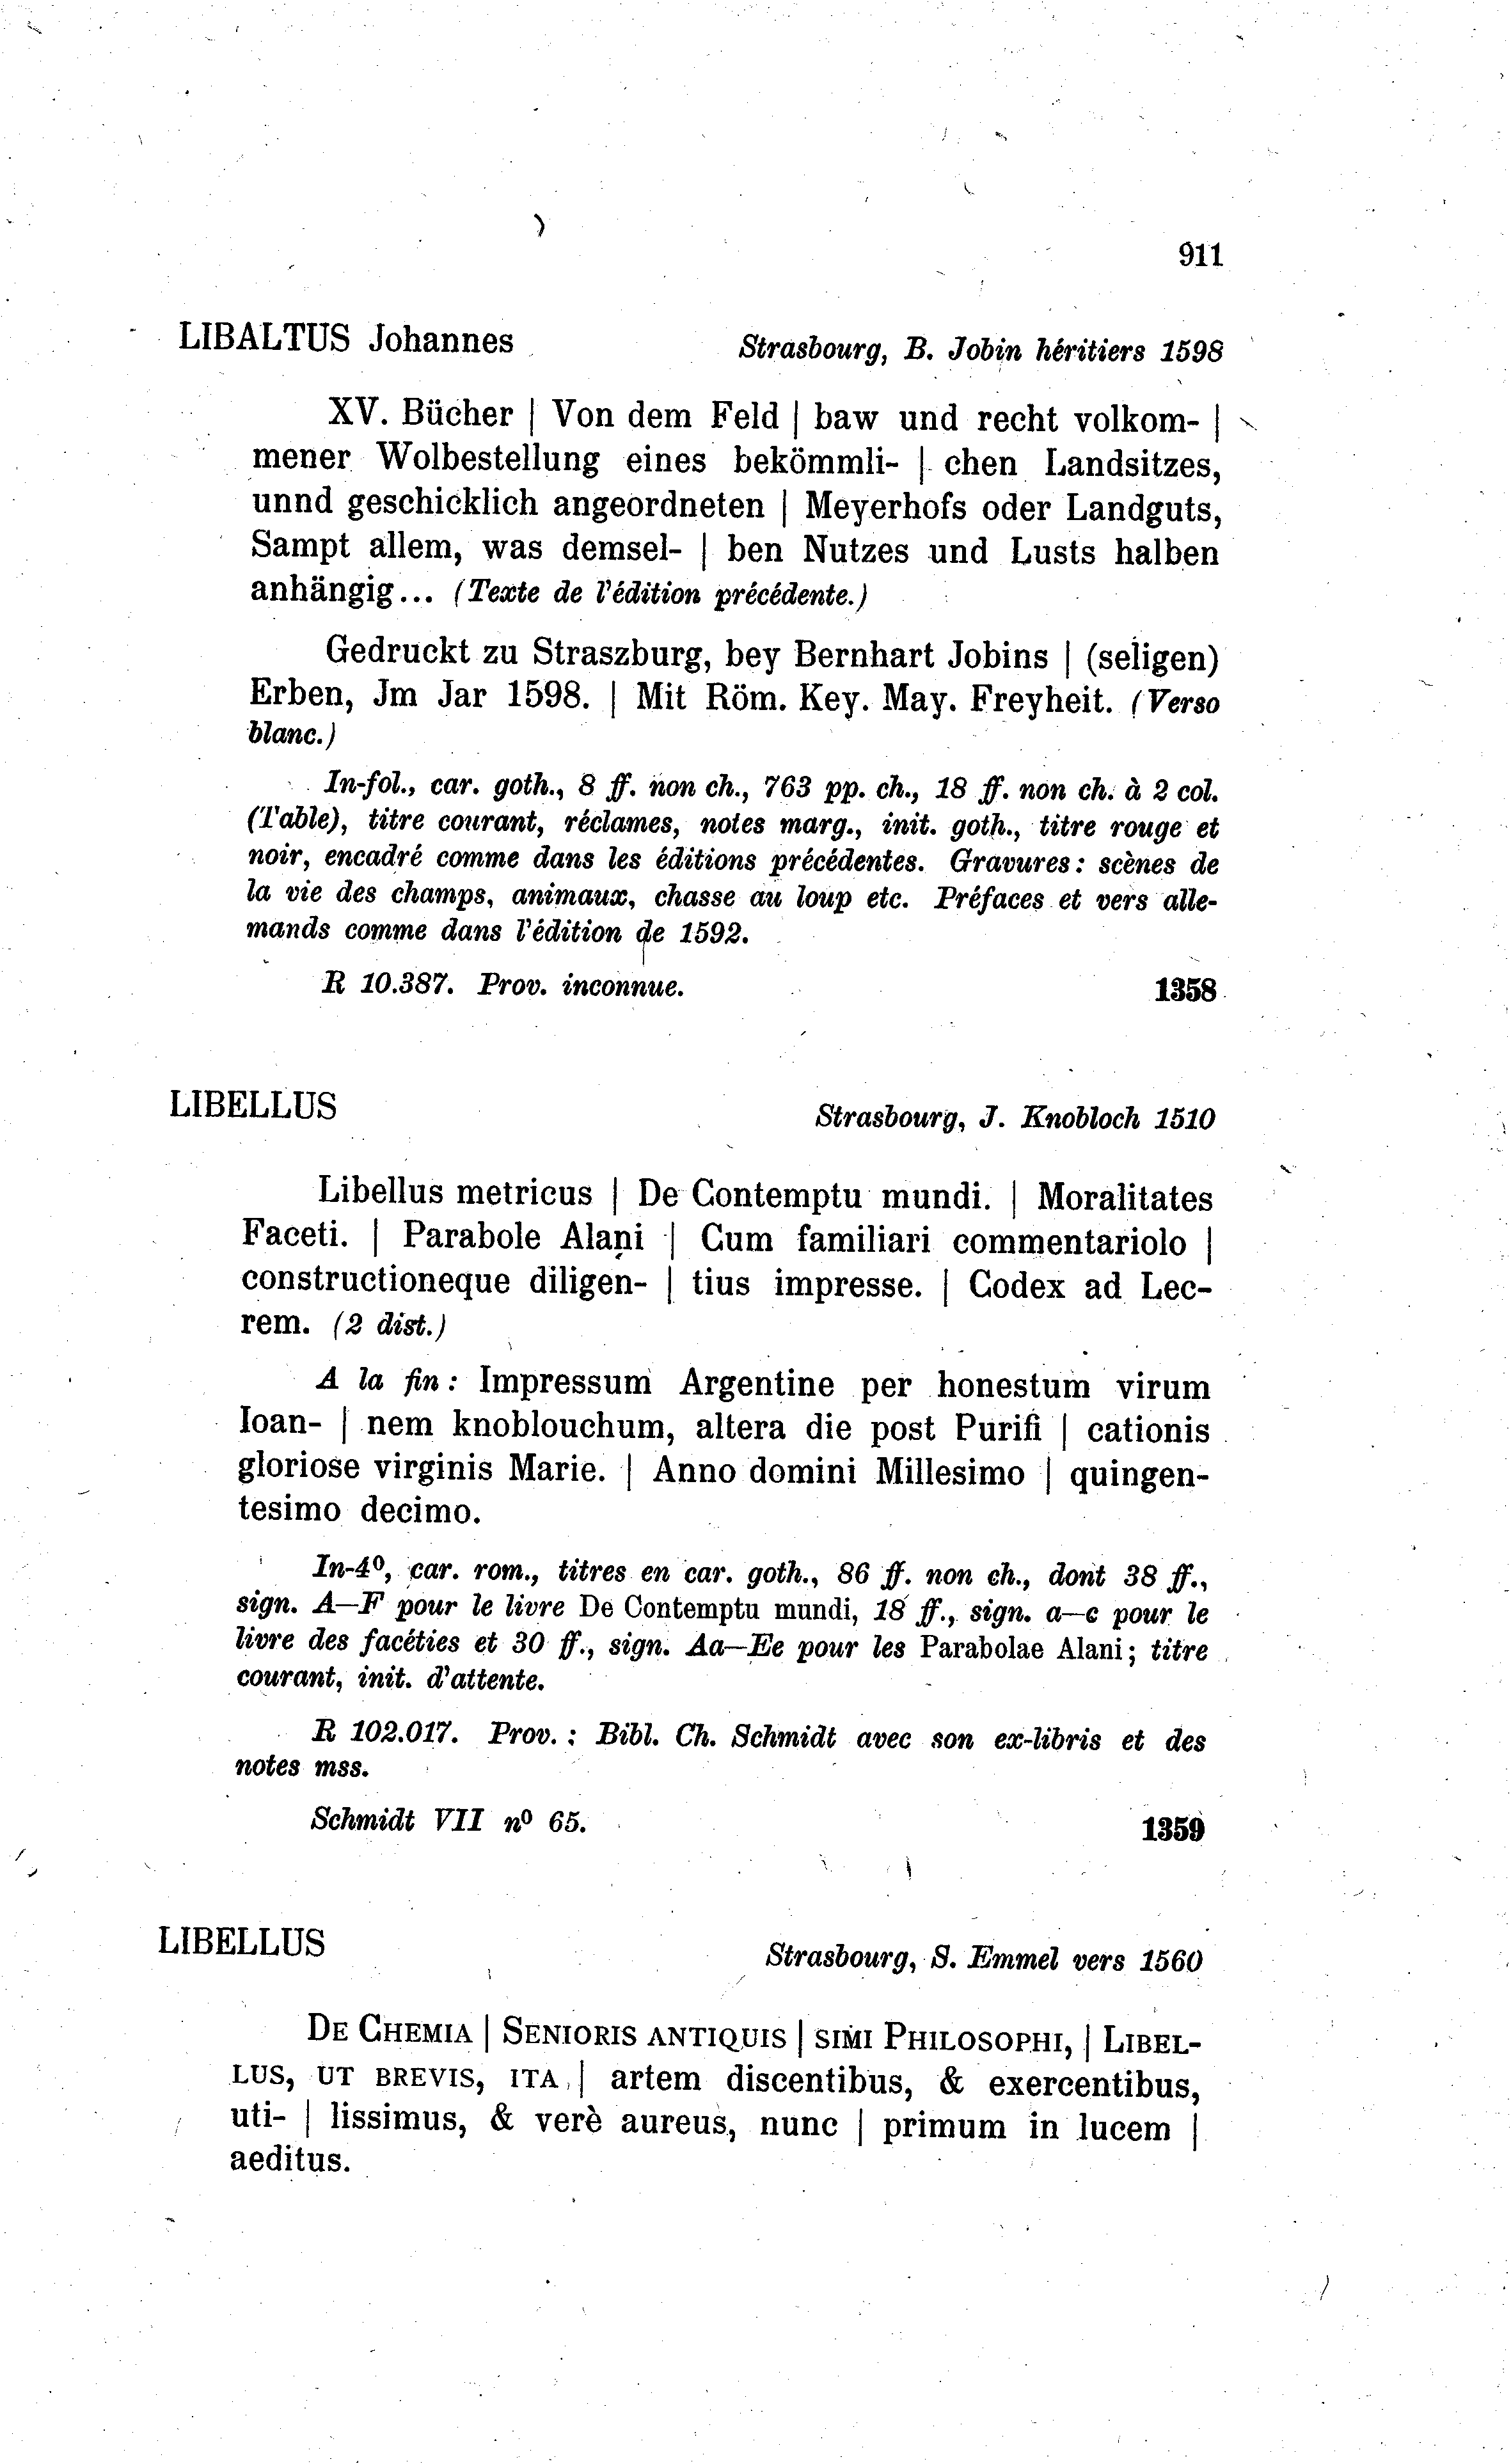 911
LIBALTUS Johannes
Strasbourg, B. Jobin héritiers 1598
XV. Bücher | Von dem Feld | baw und recht volkom- |
mener Wolbestellung eines bekömmli- | chen Landsitzes,
unnd geschicklich angeordneten | Meyerhofs oder Landguts,
Sampt allem, was demsel- | ben Nutzes und Lusts halben
anhängig... (Texte de l'édition précédente.)
Gedruckt zu Straszburg, bey Bernhart Jobins | (seligen)
Erben, Jm Jar 1598. | Mit Röm. Key. May. Freyheit. (Verso
blanc.)
In-fol., car. goth., 8 ff. non ch., 763 pp. ch., 18 ff. non ch. à 2 col.
(Table), titre courant, réclames, notes marg., init. goth., titre rouge et
noir, encadré comme dans les éditions précédentes. Gravures: scènes de
la vie des champs, animaux, chasse au loup etc. Préfaces et vers alle-
mands comme dans l'édition de 1592.
R 10.387. Prov. inconnue.
1358
LIBELLUS
Strasbourg, J. Knobloch 1510
Libellus metricus | De Contemptu mundi. | Moralitates
Faceti. | Parabole Alani | Cum familiari commentariolo |
constructioneque diligen- | tius impresse. | Codex ad Lec-
rem. (2 dist.)
A la fin: Impressum Argentine per honestum virum
Ioan- | nem knoblouchum, altera die post Purifi | cationis
gloriose virginis Marie. | Anno domini Millesimo | quingen-
tesimo decimo.
In-4º, car. rom., titres en car. goth., 86 ff. non ch., dont 38 ff.,
sign. A—F pour le livre De Contemptu mundi, 18 ff., sign. a—c pour le
livre des facéties et 30 ff., sign. Aa—Ee pour les Parabolae Alani; titre
courant, init. d'attente.
R 102.017. Prov.: Bibl. Ch. Schmidt avec son ex-libris et des
notes mss.
Schmidt VII nº 65.
1359
LIBELLUS
Strasbourg, S. Emmel vers 1560
DE CHEMIA | SENIORIS ANTIQUIS | SIMI PHILOSOPHI, | LIBEL-
LUS, UT BREVIS, ITA | artem discentibus, & exercentibus,
uti- | lissimus, & verè aureus, nunc | primum in lucem |
aeditus.